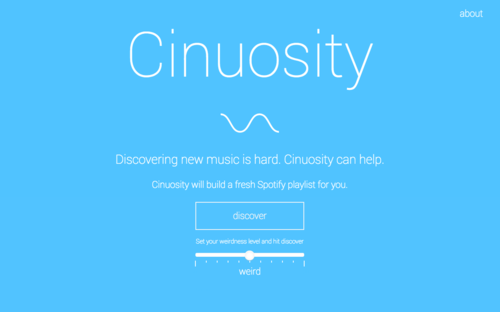 about
Cinuosity
Discovering new music is hard. Cinuosity can help.
Cinuosity will build a fresh Spotify playlist for you.
discover
Set your weirdness level and hit discover
weird